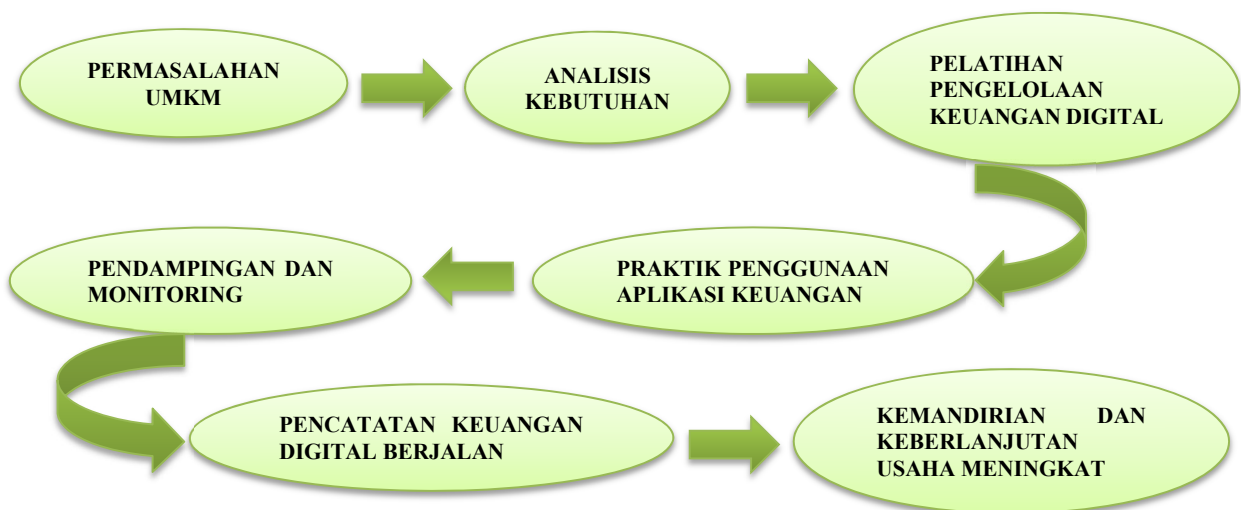 PERMASALAHAN
UMKM
ANALISIS
KEBUTUHAN
PELATIHAN
PENGELOLAAN
KEUANGAN DIGITAL
PRAKTIK PENGGUNAAN
APLIKASI KEUANGAN
PENDAMPINGAN DAN
MONITORING
PENCATATAN KEUANGAN
DIGITAL BERJALAN
KEMANDIRIAN DAN
KEBERLANJUTAN
USAHA MENINGKAT